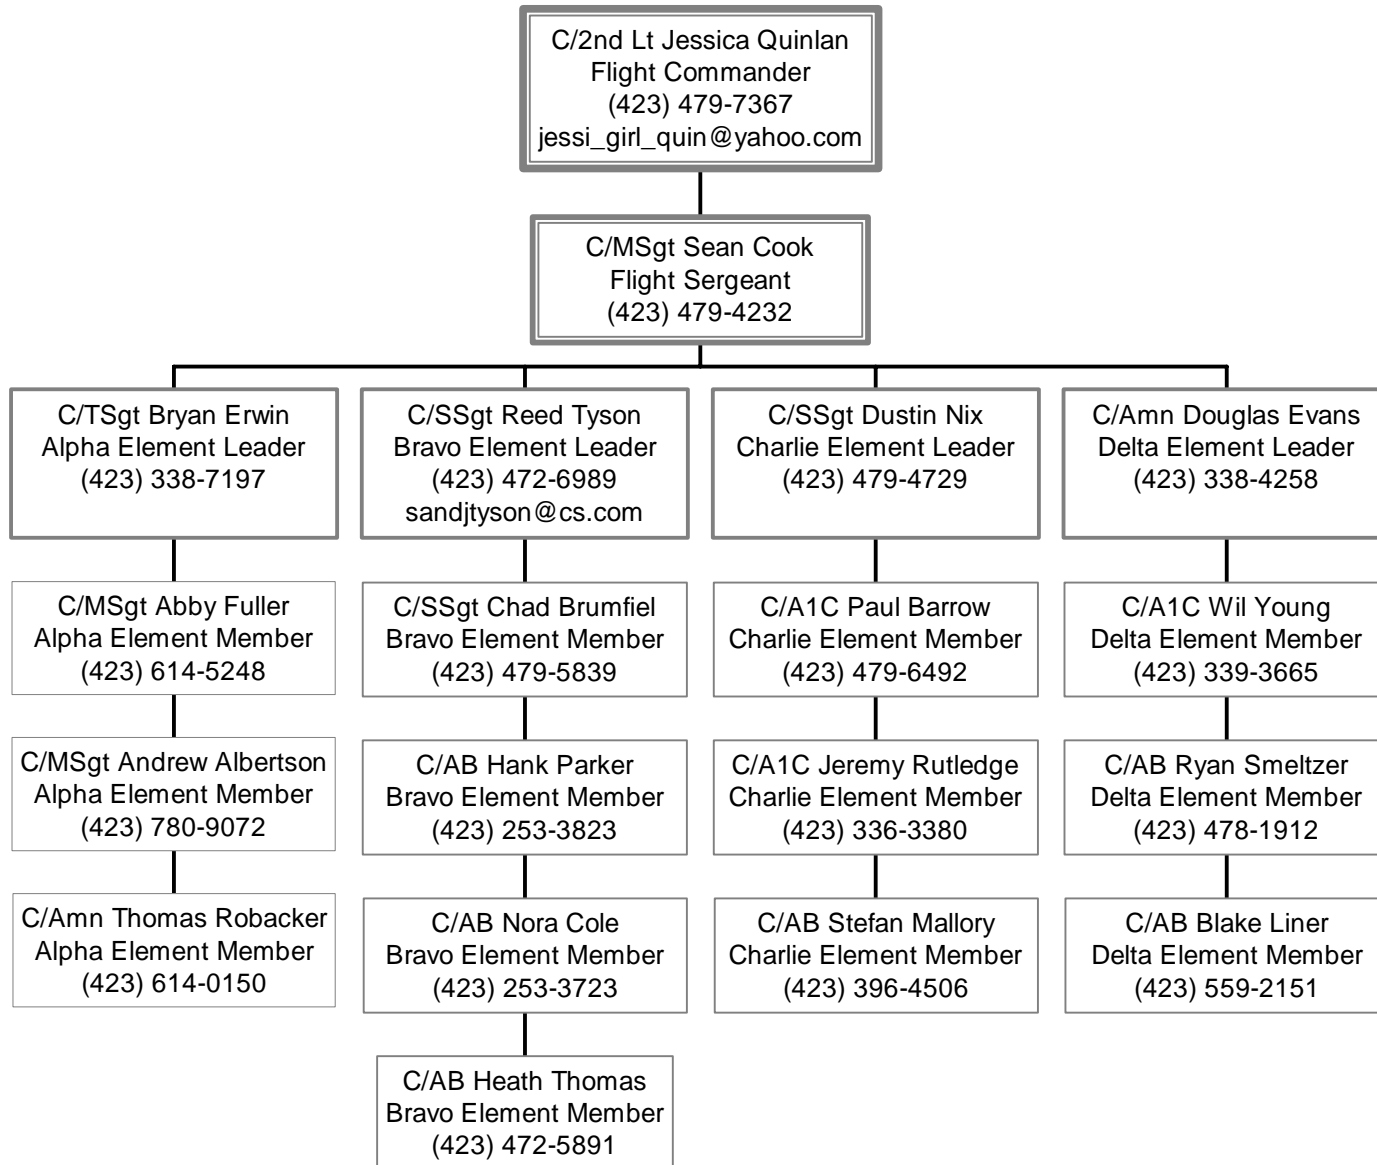 C/2nd Lt Jessica Quinlan
Flight Commander
(423) 479-7367
jessi_girl_quin@yahoo.com
C/MSgt Sean Cook
Flight Sergeant
(423) 479-4232
C/TSgt Bryan Erwin
Alpha Element Leader
(423) 338-7197
C/SSgt Reed Tyson
Bravo Element Leader
(423) 472-6989
sandjtyson@cs.com
C/SSgt Dustin Nix
Charlie Element Leader
(423) 479-4729
C/Amn Douglas Evans
Delta Element Leader
(423) 338-4258
C/MSgt Abby Fuller
Alpha Element Member
(423) 614-5248
C/SSgt Chad Brumfiel
Bravo Element Member
(423) 479-5839
C/A1C Paul Barrow
Charlie Element Member
(423) 479-6492
C/A1C Wil Young
Delta Element Member
(423) 339-3665
C/MSgt Andrew Albertson
Alpha Element Member
(423) 780-9072
C/AB Hank Parker
Bravo Element Member
(423) 253-3823
C/A1C Jeremy Rutledge
Charlie Element Member
(423) 336-3380
C/AB Ryan Smeltzer
Delta Element Member
(423) 478-1912
C/Amn Thomas Robacker
Alpha Element Member
(423) 614-0150
C/AB Nora Cole
Bravo Element Member
(423) 253-3723
C/AB Stefan Mallory
Charlie Element Member
(423) 396-4506
C/AB Blake Liner
Delta Element Member
(423) 559-2151
C/AB Heath Thomas
Bravo Element Member
(423) 472-5891